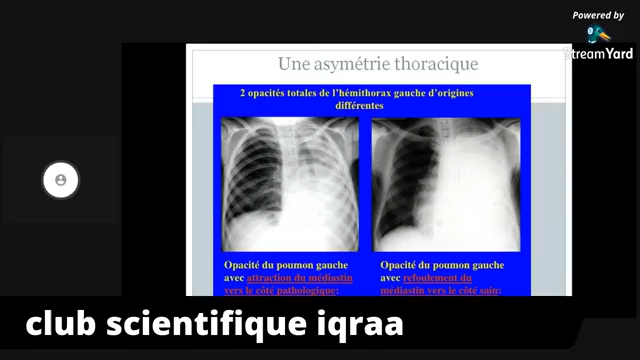 Powered by
StreamYard
Une asymétrie thoracique
2 opacités totales de l'hémithorax gauche d'origines
différentes
Opacité du poumon gauche
avec attraction du médiastin
vers le côté pathologique:
Opacité du poumon gauche
avec refoulement du
médiastin vers le côté sain:
club scientifique iqraa